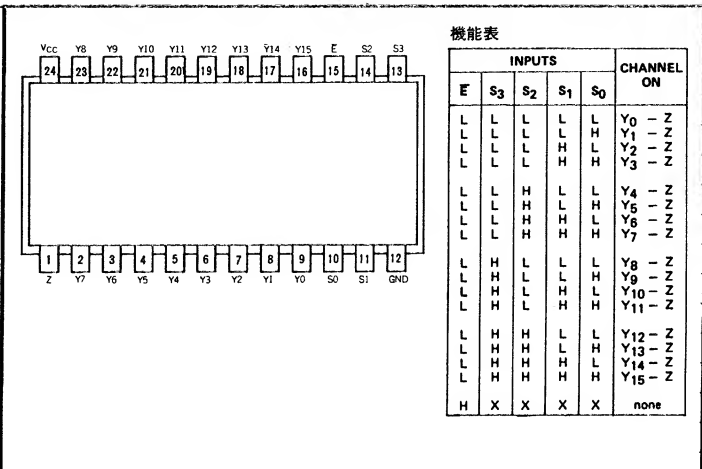 機能表
VCC Y8 Y9 Y10 Y11 Y12 Y13 Y14 Y15 E̅ S2 S3
24 23 22 21 20 19 18 17 16 15 14 13
1 2 3 4 5 6 7 8 9 10 11 12
Z Y7 Y6 Y5 Y4 Y3 Y2 Y1 Y0 S0 S1 GND
INPUTS CHANNEL ON
E̅ S3 S2 S1 S0
L L L L L Y0 – Z
L L L L H Y1 – Z
L L L H L Y2 – Z
L L L H H Y3 – Z
L L H L L Y4 – Z
L L H L H Y5 – Z
L L H H L Y6 – Z
L L H H H Y7 – Z
L H L L L Y8 – Z
L H L L H Y9 – Z
L H L H L Y10 – Z
L H L H H Y11 – Z
L H H L L Y12 – Z
L H H L H Y13 – Z
L H H H L Y14 – Z
L H H H H Y15 – Z
H X X X X none